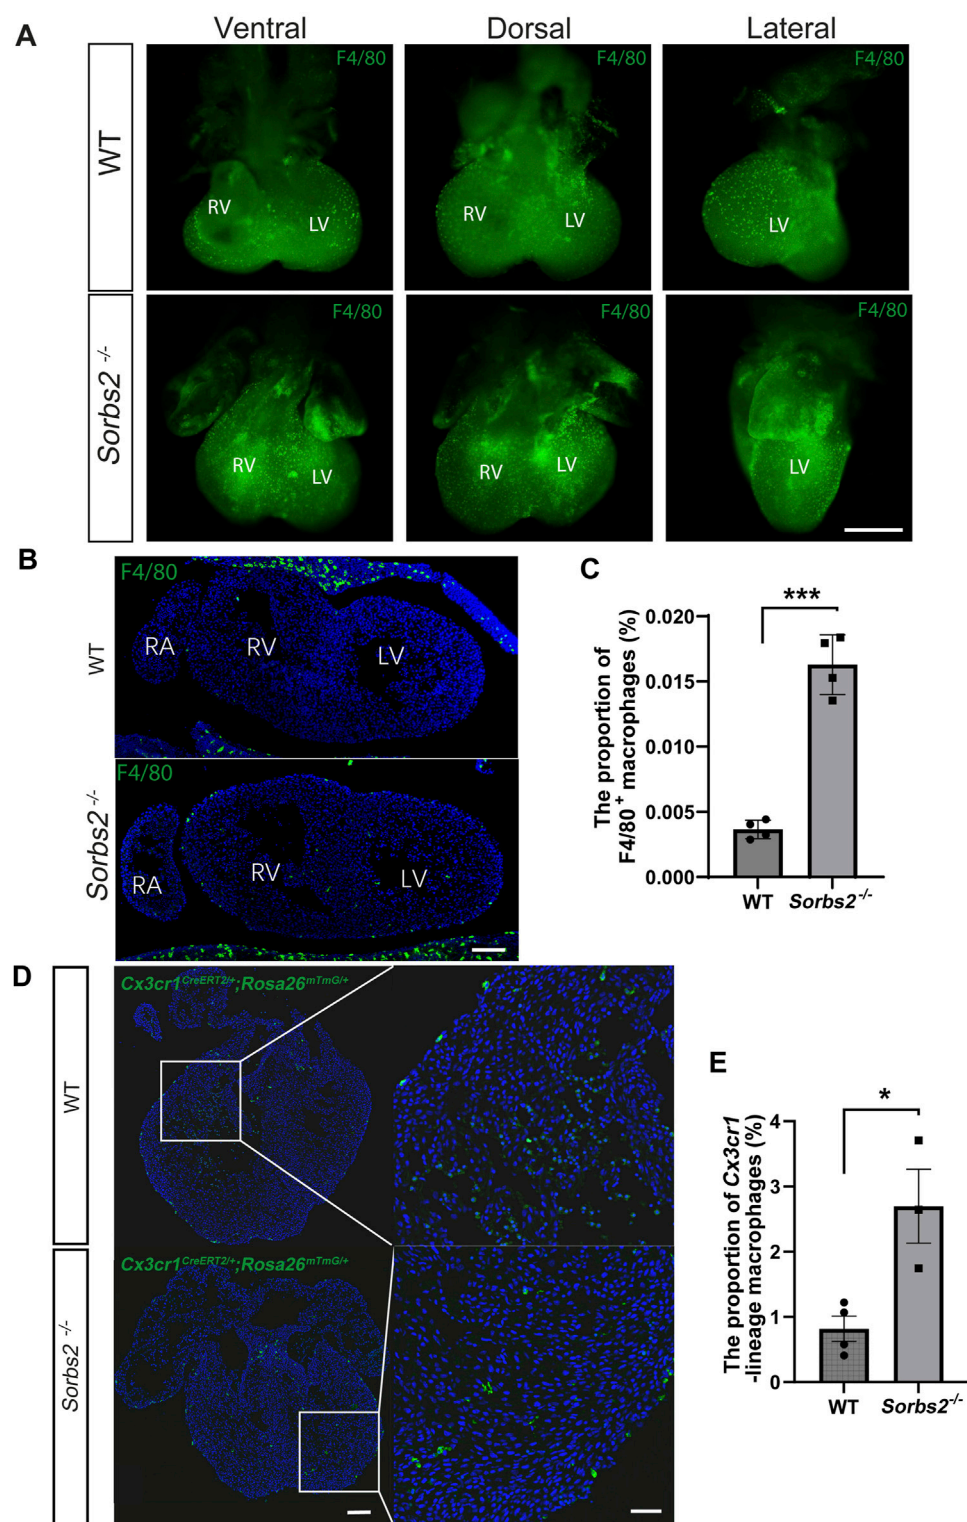 A
Ventral
Dorsal
Lateral
WT
F4/80
RV
LV
F4/80
RV
LV
F4/80
LV
Sorbs2 -/-
F4/80
RV
LV
F4/80
RV
LV
F4/80
LV
B
WT
F4/80
RA
RV
LV
Sorbs2 -/-
F4/80
RA
RV
LV
C
The proportion of
F4/80+ macrophages (%)
***
0.020
0.015
0.010
0.005
0.000
WT
Sorbs2-/-
D
WT
Cx3cr1CreERT2/+;Rosa26mTmG/+
Sorbs2 -/-
Cx3cr1CreERT2/+;Rosa26mTmG/+
E
The proportion of Cx3cr1
-lineage macrophages (%)
*
4
3
2
1
0
WT
Sorbs2-/-